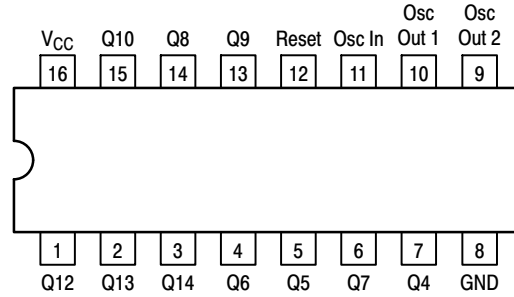 Osc Osc
VCC Q10 Q8 Q9 Reset Osc In Out 1 Out 2
16 15 14 13 12 11 10 9
1 2 3 4 5 6 7 8
Q12 Q13 Q14 Q6 Q5 Q7 Q4 GND